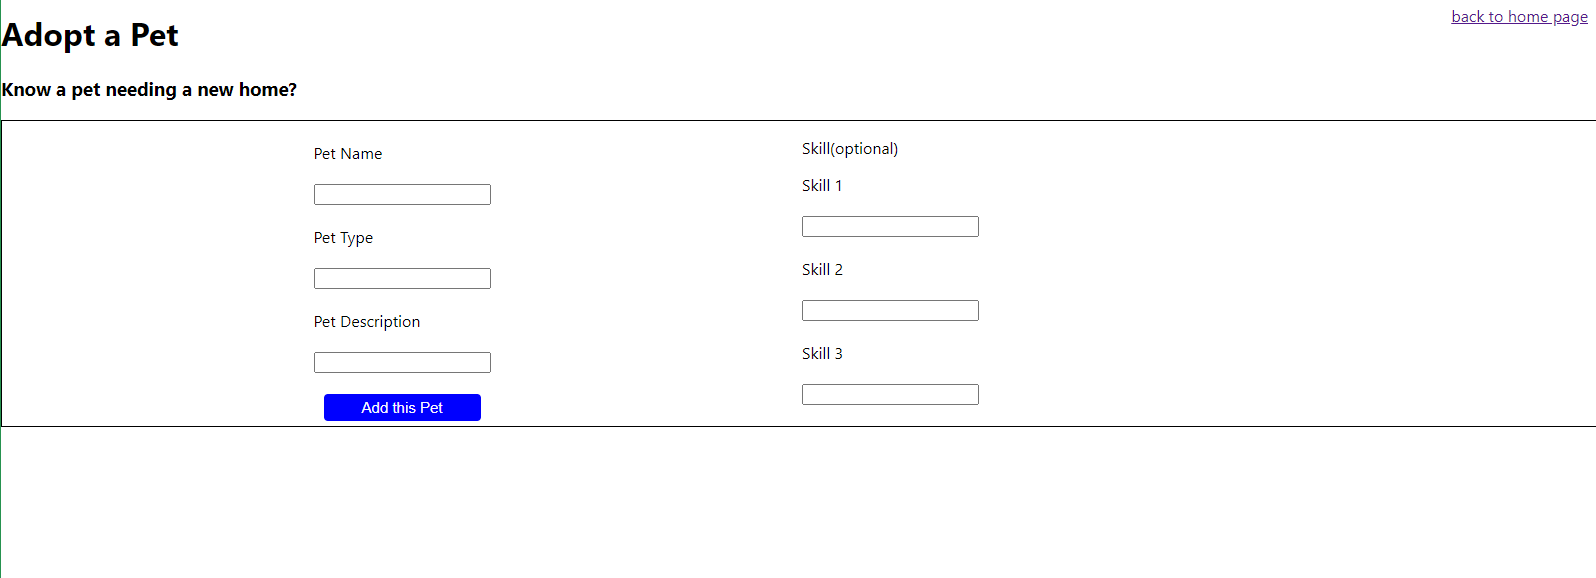 back to home page
Adopt a Pet
Know a pet needing a new home?
Pet Name
Pet Type
Pet Description
Add this Pet
Skill(optional)
Skill 1
Skill 2
Skill 3